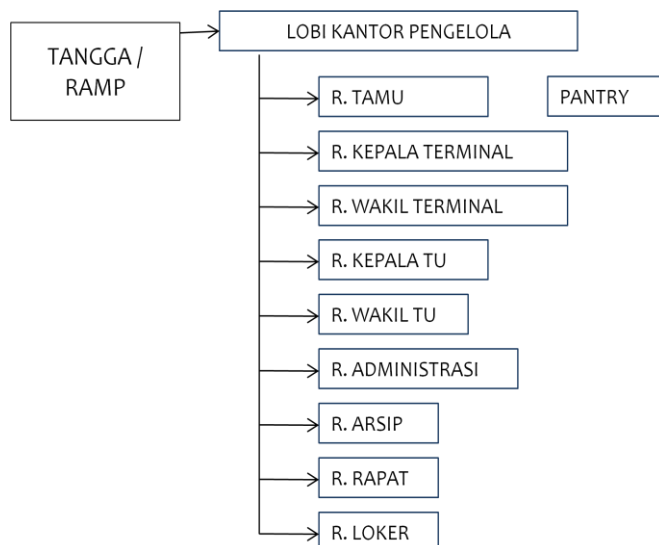 TANGGA /
RAMP
LOBI KANTOR PENGELOLA
R. TAMU
PANTRY
R. KEPALA TERMINAL
R. WAKIL TERMINAL
R. KEPALA TU
R. WAKIL TU
R. ADMINISTRASI
R. ARSIP
R. RAPAT
R. LOKER